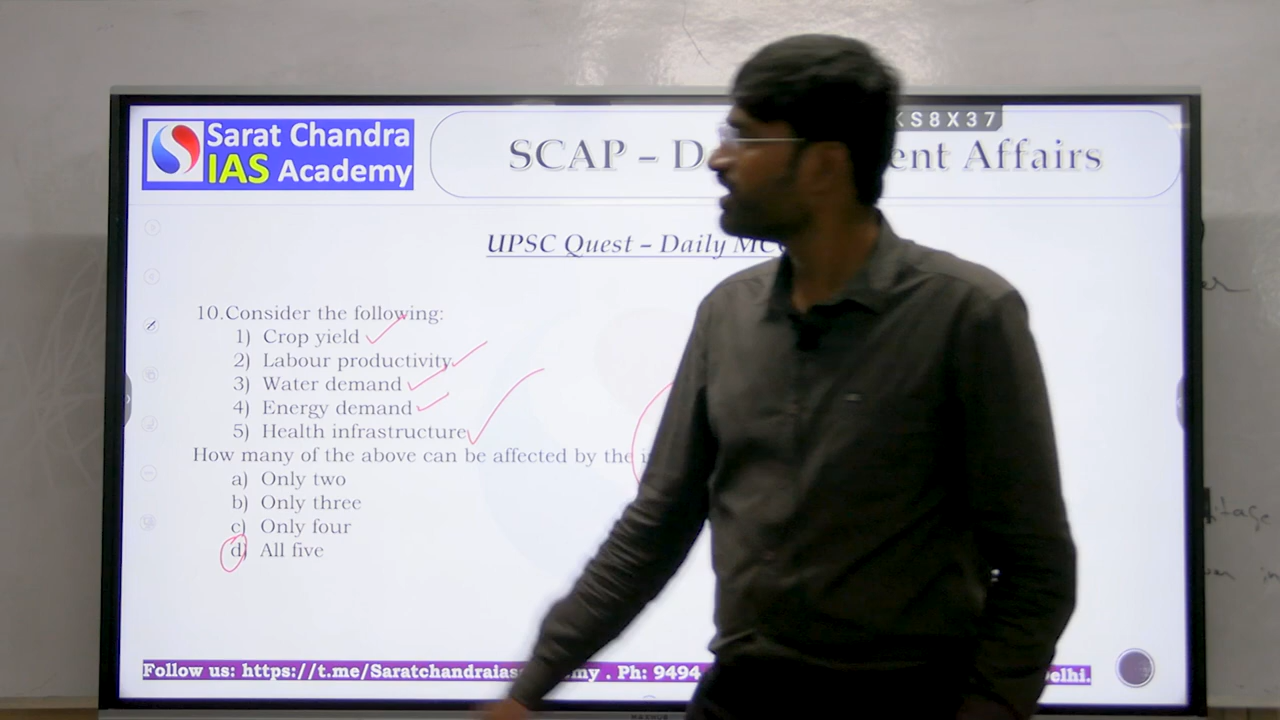 Sarat Chandra
IAS Academy
SCAP – D ent Affairs
KS8X37
UPSC Quest – Daily MC
10.Consider the following:
1) Crop yield
2) Labour productivity
3) Water demand
4) Energy demand
5) Health infrastructure
How many of the above can be affected by the i
a) Only two
b) Only three
c) Only four
d) All five
Follow us: https://t.me/Saratchandraias my . Ph: 9494 elhi.
MAXHUB